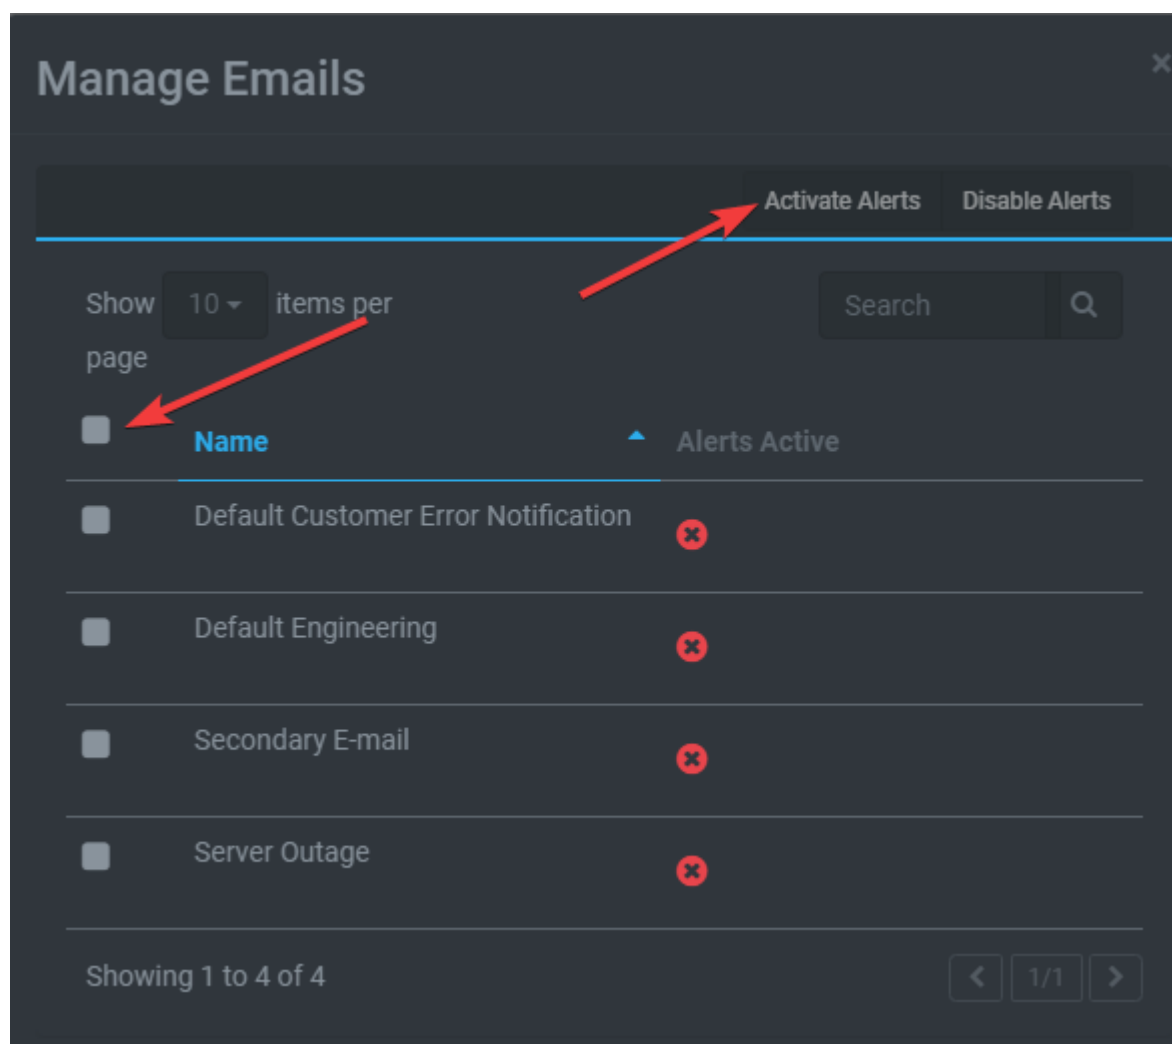 Manage Emails
Activate Alerts Disable Alerts
Show 10 items per page
Search
Name Alerts Active
Default Customer Error Notification
Default Engineering
Secondary E-mail
Server Outage
Showing 1 to 4 of 4
1/1